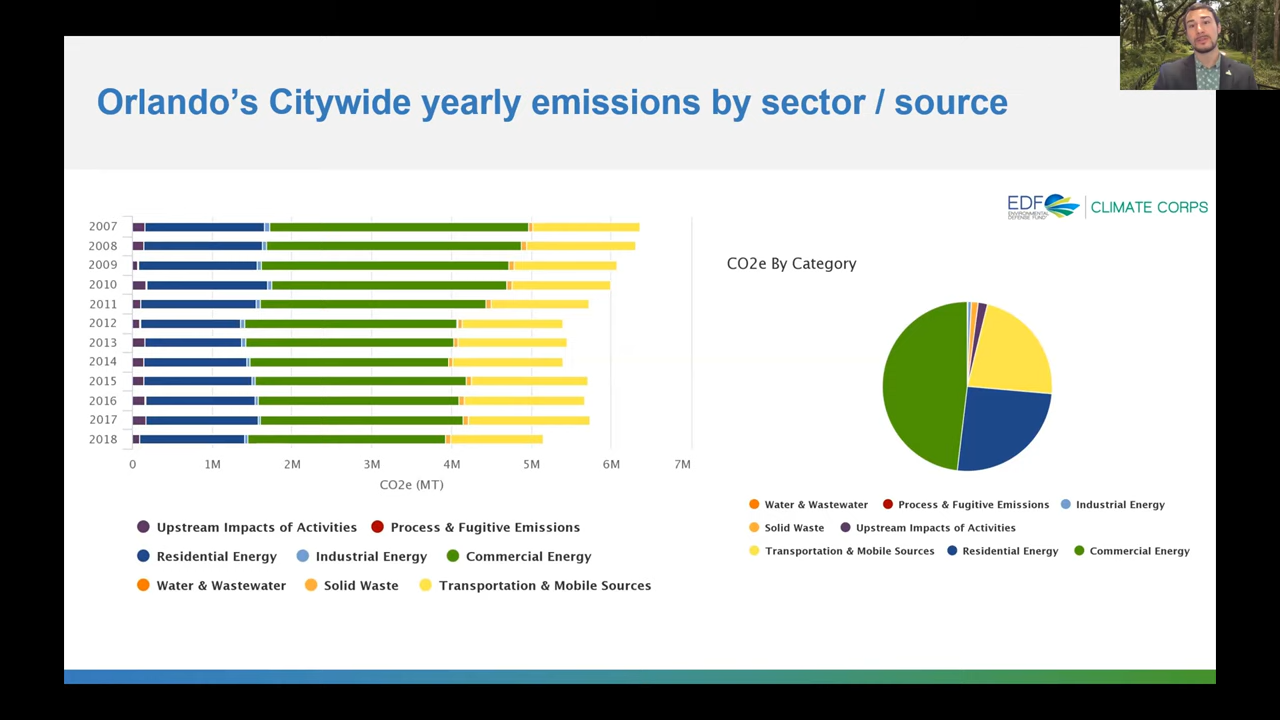 Orlando's Citywide yearly emissions by sector / source
EDF
ENVIRONMENTAL
DEFENSE FUND
CLIMATE CORPS
2007
2008
2009
2010
2011
2012
2013
2014
2015
2016
2017
2018
0 1M 2M 3M 4M 5M 6M 7M
CO2e (MT)
Upstream Impacts of Activities Process & Fugitive Emissions
Residential Energy Industrial Energy Commercial Energy
Water & Wastewater Solid Waste Transportation & Mobile Sources
CO2e By Category
Water & Wastewater Process & Fugitive Emissions Industrial Energy
Solid Waste Upstream Impacts of Activities
Transportation & Mobile Sources Residential Energy Commercial Energy